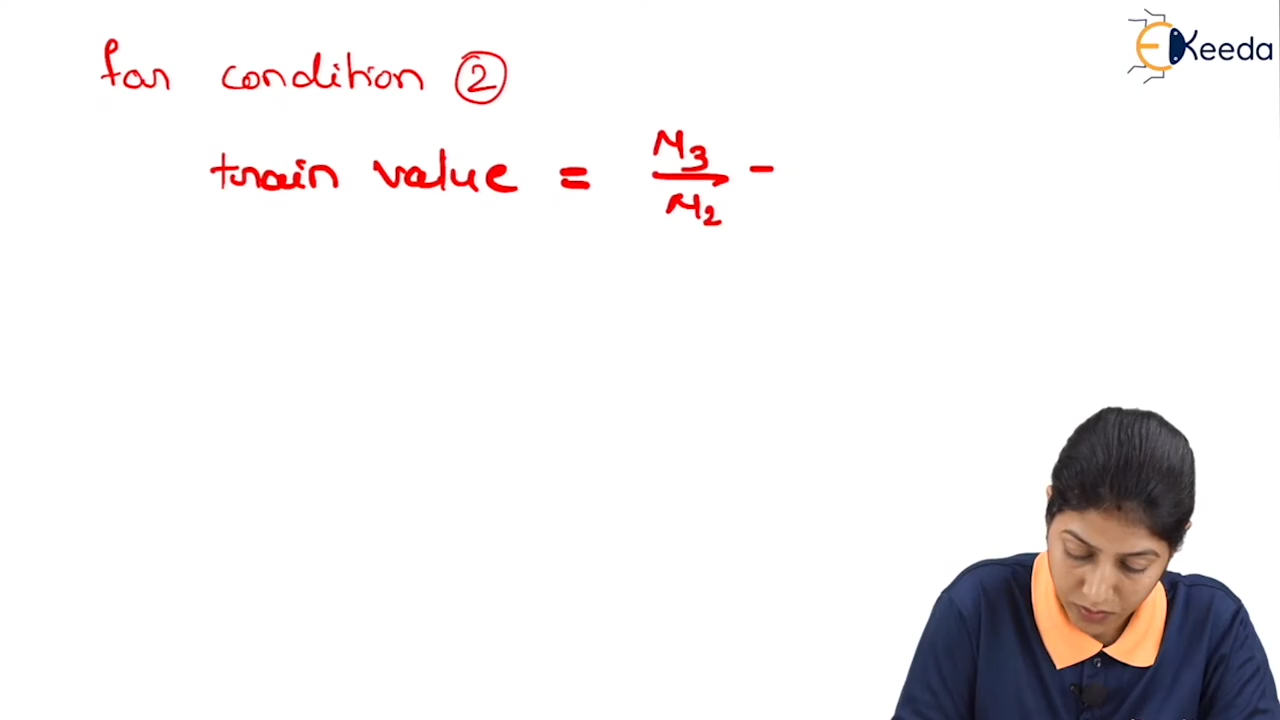 EKeeda
for condition ②
train value = N3/N2 -